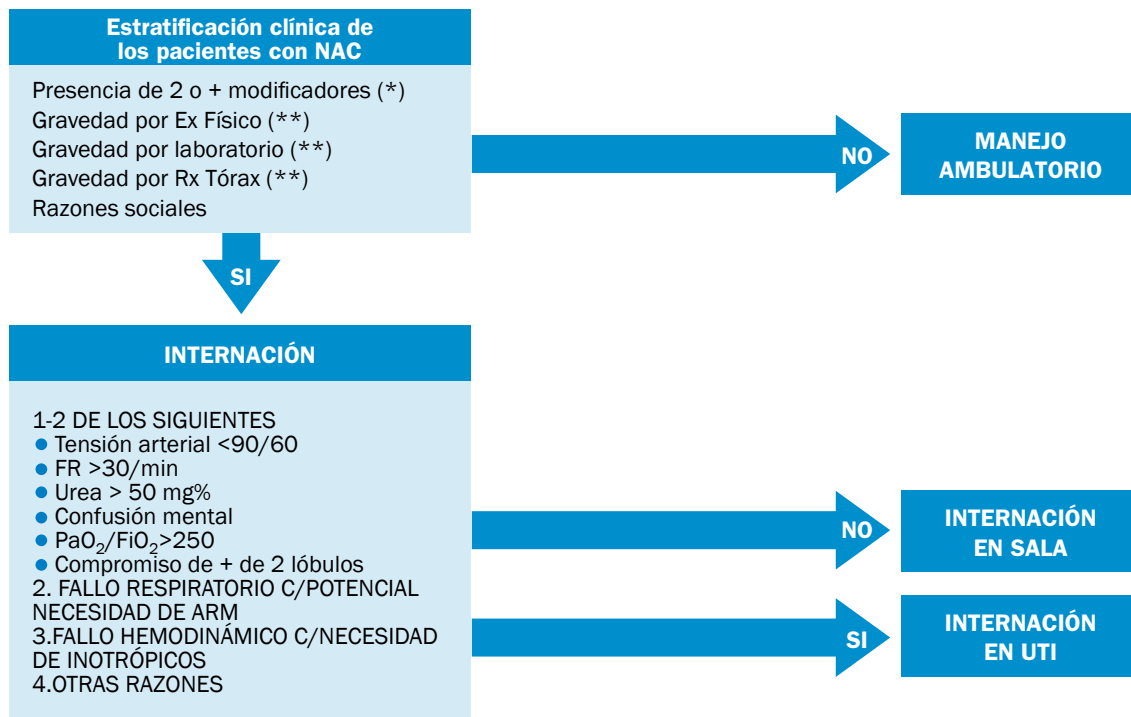 Estratificación clínica de
los pacientes con NAC
Presencia de 2 o + modificadores (*)
Gravedad por Ex Físico (**)
Gravedad por laboratorio (**)
Gravedad por Rx Tórax (**)
Razones sociales
NO
MANEJO
AMBULATORIO
SI
INTERNACIÓN
1-2 DE LOS SIGUIENTES
● Tensión arterial <90/60
● FR >30/min
● Urea > 50 mg%
● Confusión mental
● PaO₂/FiO₂>250
● Compromiso de + de 2 lóbulos
2. FALLO RESPIRATORIO C/POTENCIAL
NECESIDAD DE ARM
3.FALLO HEMODINÁMICO C/NECESIDAD
DE INOTRÓPICOS
4.OTRAS RAZONES
NO
INTERNACIÓN
EN SALA
SI
INTERNACIÓN
EN UTI